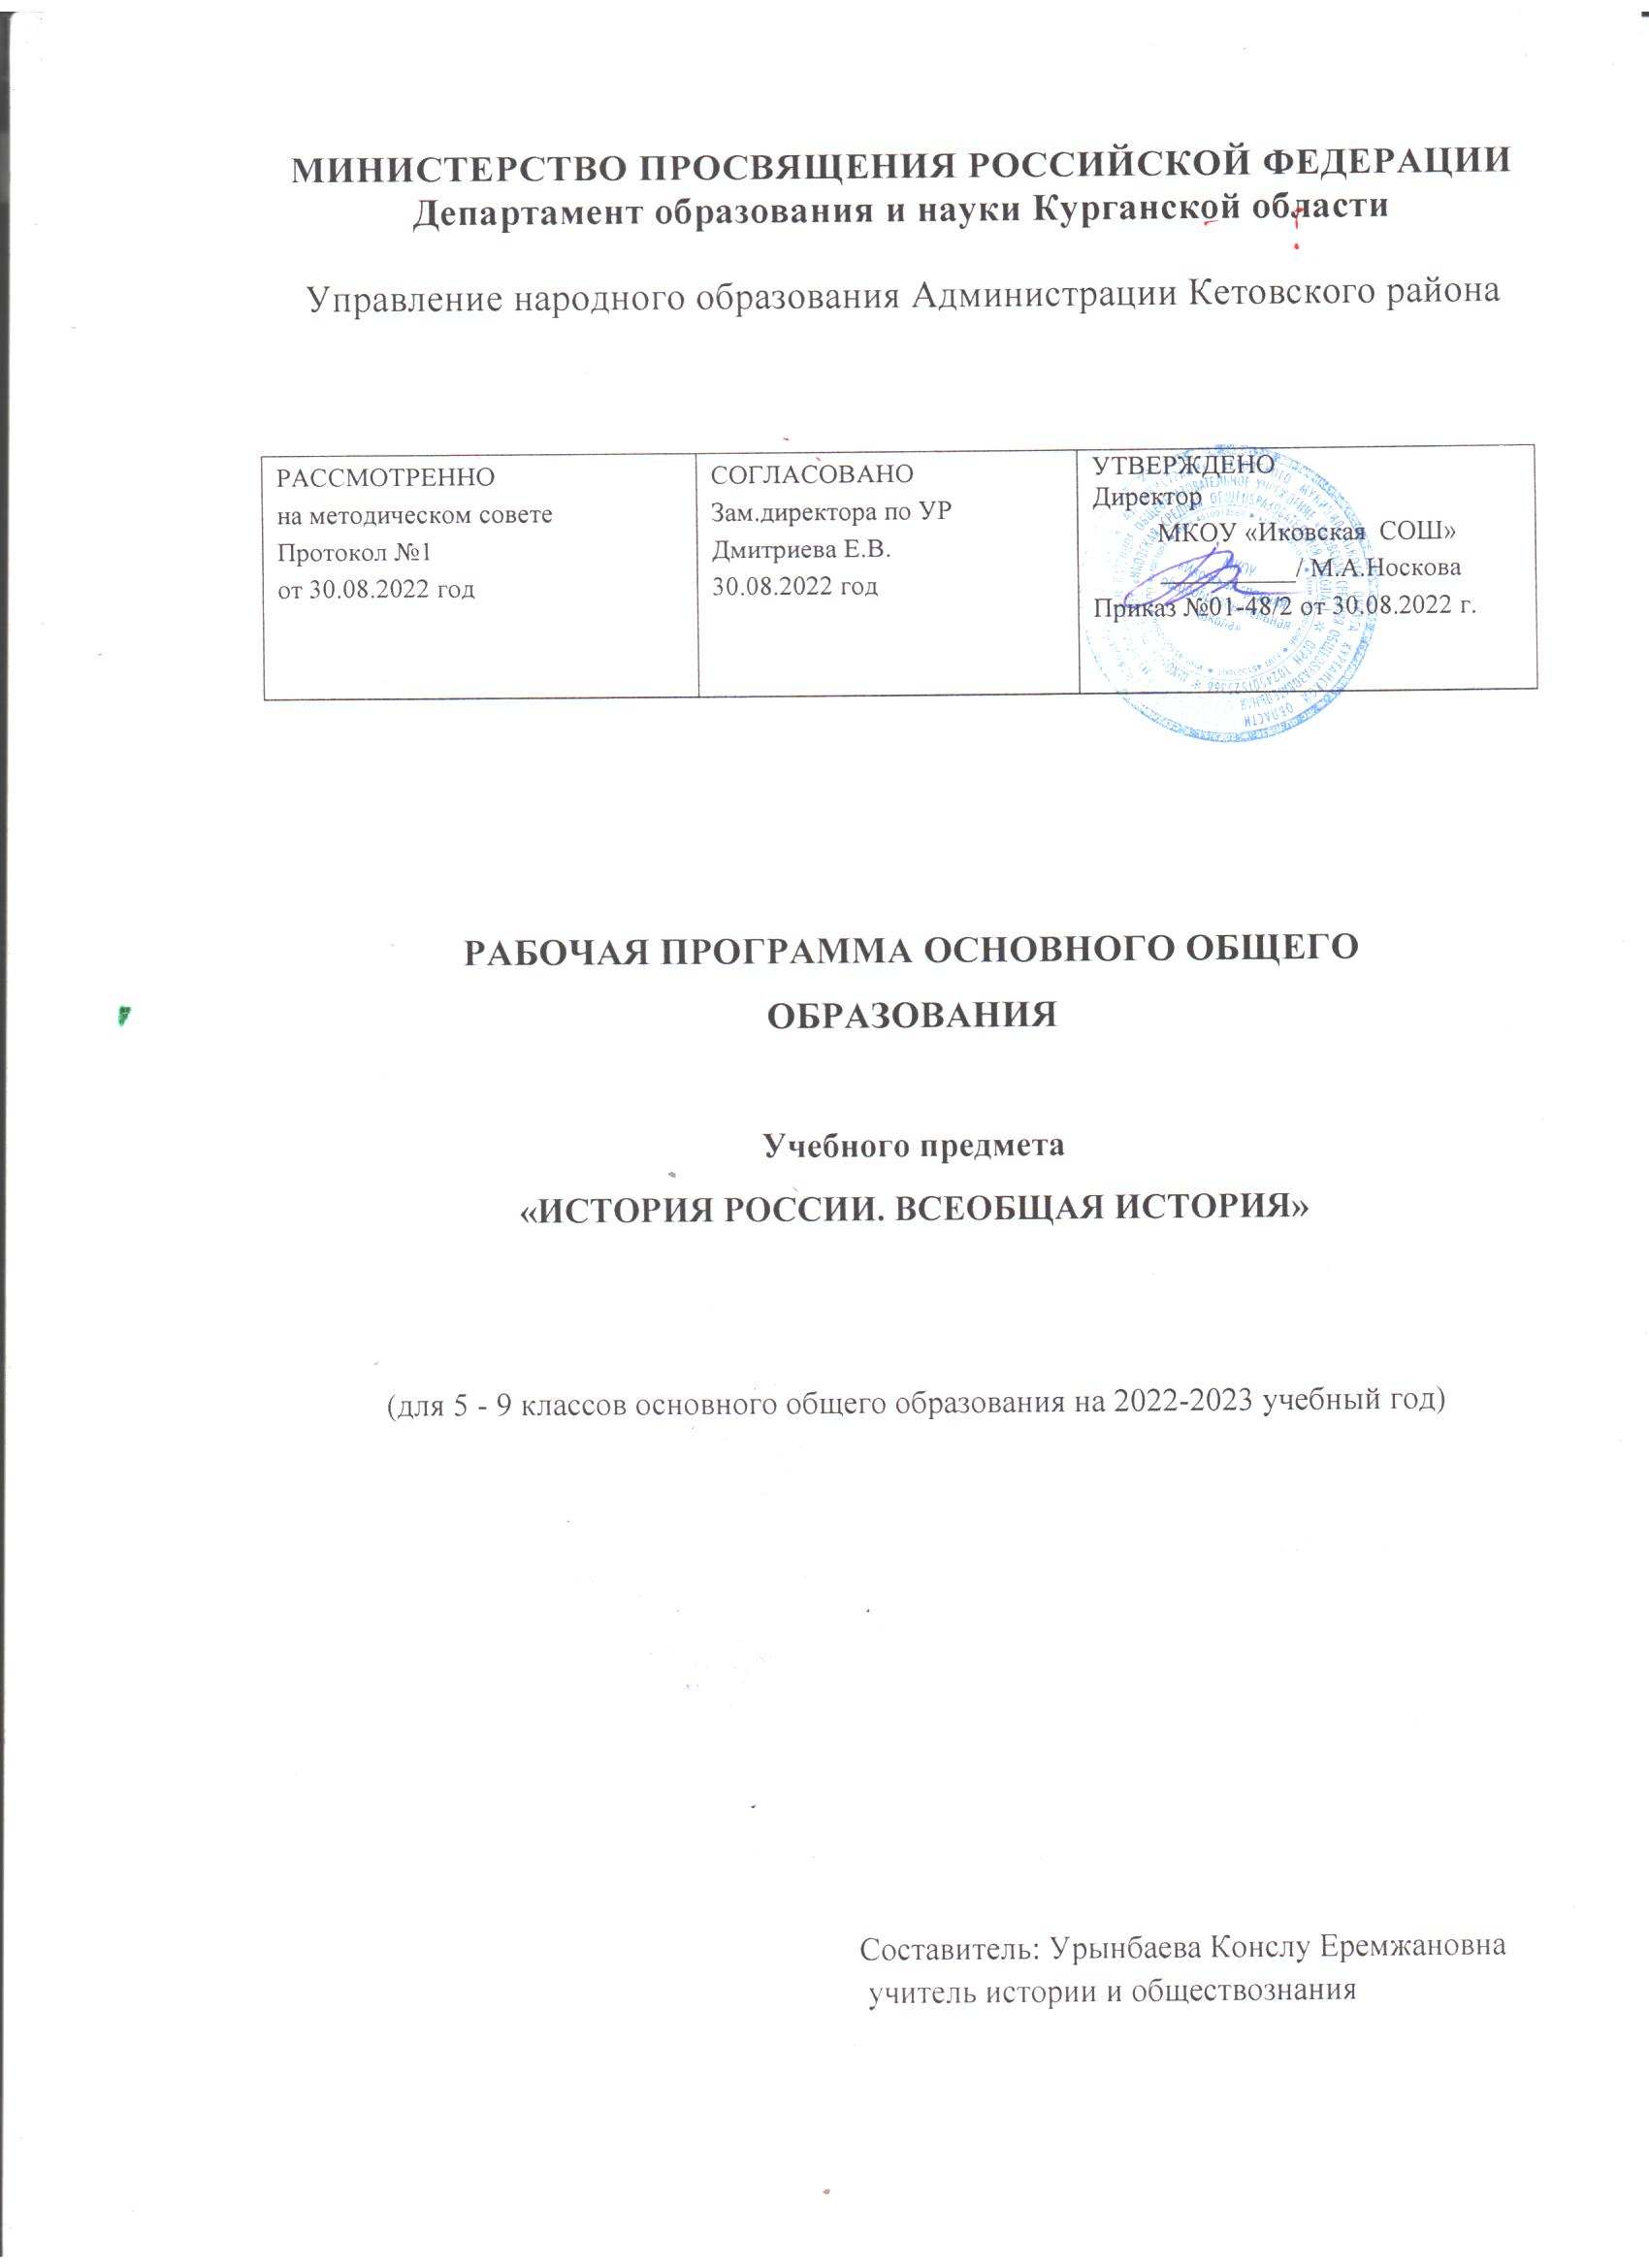 МИНИСТЕРСТВО ПРОСВЯЩЕНИЯ РОССИЙСКОЙ ФЕДЕРАЦИИ
Департамент образования и науки Курганской области
Управление народного образования Администрации Кетовского района
РАССМОТРЕННО
на методическом совете
Протокол №1
от 30.08.2022 год
СОГЛАСОВАНО
Зам.директора по УР
Дмитриева Е.В.
30.08.2022 год
УТВЕРЖДЕНО
Директор
МКОУ «Иковская СОШ»
__________/ М.А.Носкова
Приказ №01-48/2 от 30.08.2022 г.
РАБОЧАЯ ПРОГРАММА ОСНОВНОГО ОБЩЕГО
ОБРАЗОВАНИЯ
Учебного предмета
«ИСТОРИЯ РОССИИ. ВСЕОБЩАЯ ИСТОРИЯ»
(для 5 - 9 классов основного общего образования на 2022-2023 учебный год)
Составитель: Урынбаева Конслу Еремжановна
учитель истории и обществознания